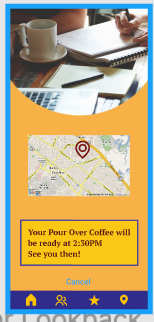 Your Pour Over Coffee will
be ready at 2:30PM
See you then!
Cancel